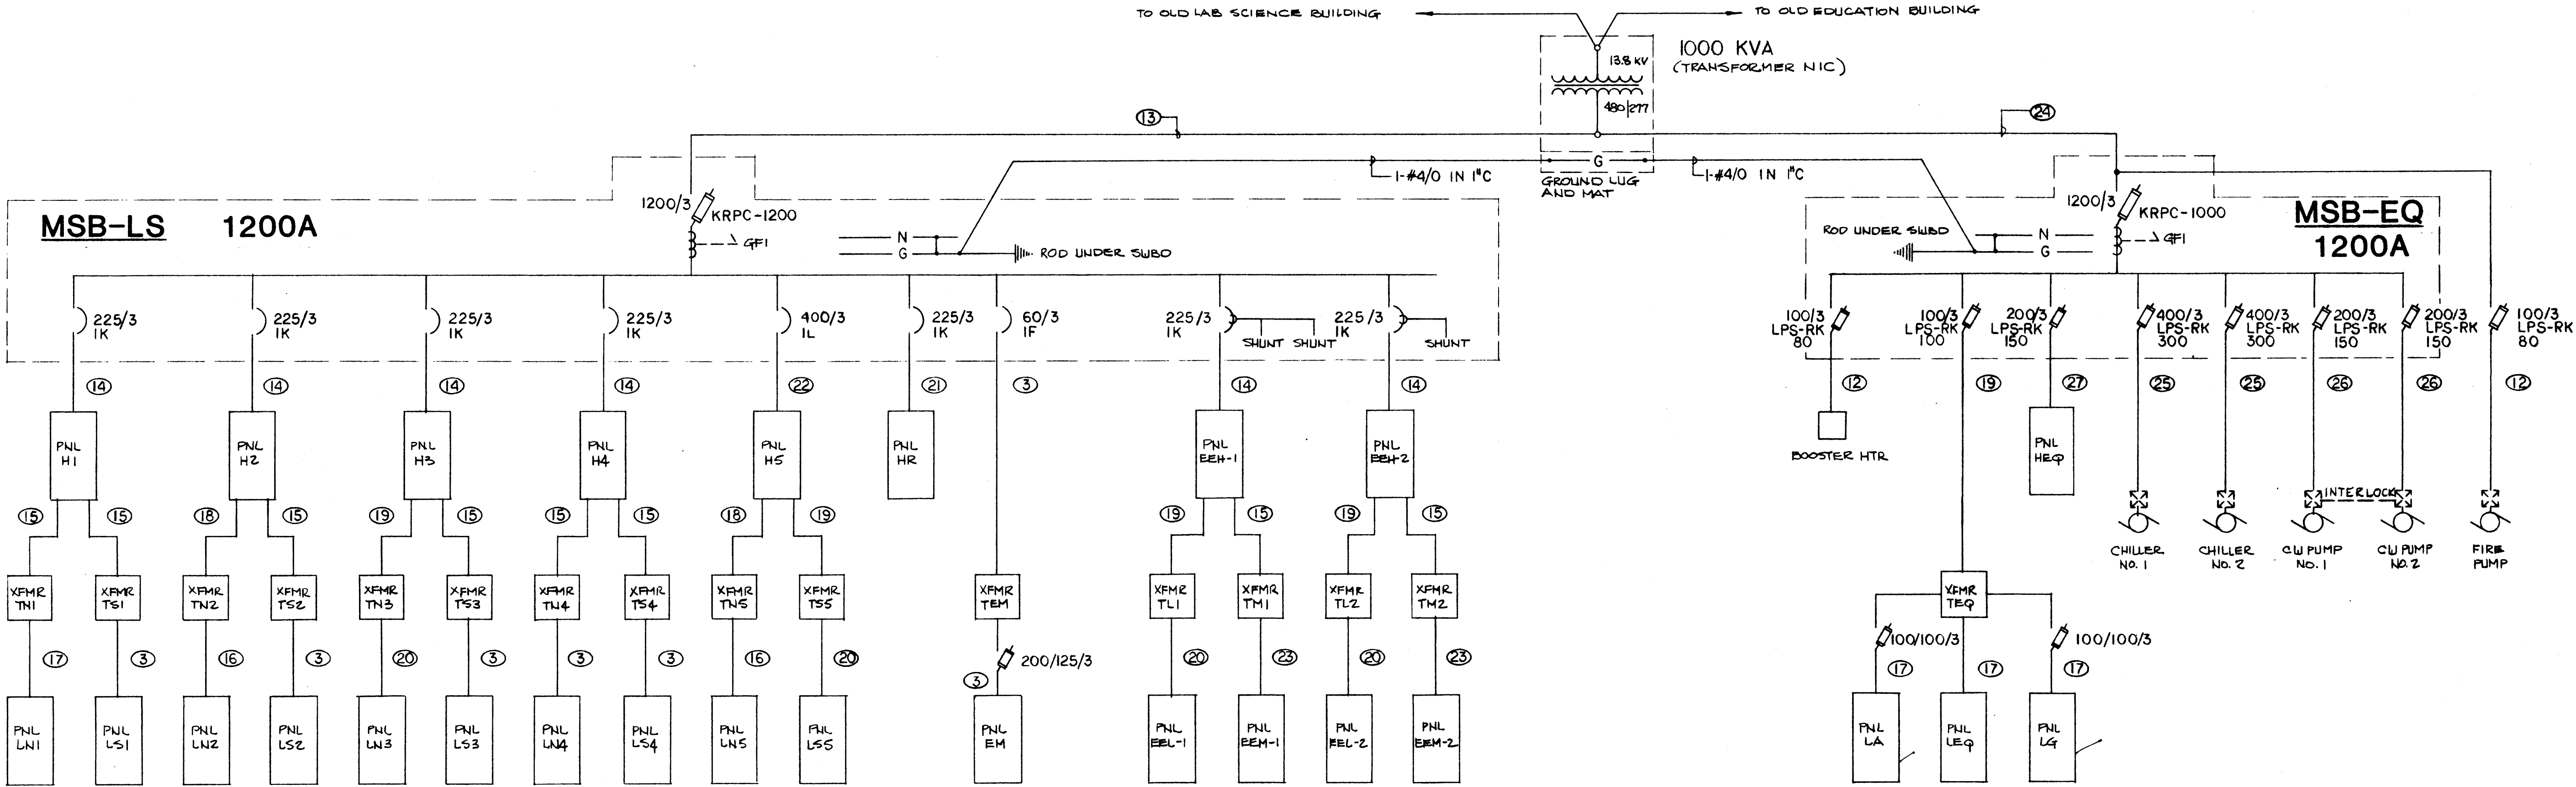 TO OLD LAB SCIENCE BUILDING
TO OLD EDUCATION BUILDING
1000 KVA
(TRANSFORMER NIC)
13.8 KV
480/277
13
24
G
1-#4/0 IN 1"C
1-#4/0 IN 1"C
GROUND LUG
AND MAT
MSB-LS 1200A
1200/3
KRPC-1200
GFI
N
G
ROD UNDER SWBD
225/3
1K
225/3
1K
225/3
1K
225/3
1K
400/3
1L
225/3
1K
60/3
1F
225/3
1K
SHUNT SHUNT
225/3
1K
SHUNT
MSB-EQ
1200A
1200/3
KRPC-1000
GFI
ROD UNDER SWBD
N
G
100/3
LPS-RK
80
100/3
LPS-RK
100
200/3
LPS-RK
150
400/3
LPS-RK
300
400/3
LPS-RK
300
200/3
LPS-RK
150
200/3
LPS-RK
150
100/3
LPS-RK
80
14
14
14
14
22
21
3
14
14
12
19
27
25
25
26
26
12
PNL
H1
PNL
H2
PNL
H3
PNL
H4
PNL
H5
PNL
HR
PNL
EEH-1
PNL
EEH-2
BOOSTER HTR
PNL
HEQ
INTERLOCK
15
15
18
15
19
15
15
15
18
19
19
15
19
15
CHILLER
NO. 1
CHILLER
NO. 2
CW PUMP
NO. 1
CW PUMP
NO. 2
FIRE
PUMP
XFMR
TN1
XFMR
TS1
XFMR
TN2
XFMR
TS2
XFMR
TN3
XFMR
TS3
XFMR
TN4
XFMR
TS4
XFMR
TN5
XFMR
TS5
XFMR
TEM
XFMR
TL1
XFMR
TM1
XFMR
TL2
XFMR
TM2
XFMR
TEQ
100/100/3
100/100/3
17
3
16
3
20
3
3
3
16
20
200/125/3
3
20
23
20
23
17
17
17
PNL
LN1
PNL
LS1
PNL
LN2
PNL
LS2
PNL
LN3
PNL
LS3
PNL
LN4
PNL
LS4
PNL
LN5
PNL
LS5
PNL
EM
PNL
EEL-1
PNL
EEM-1
PNL
EEL-2
PNL
EEM-2
PNL
LA
PNL
LEQ
PNL
LG